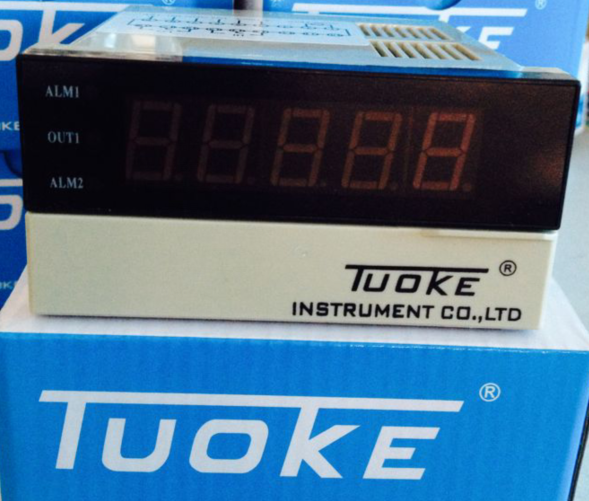 ALM1
OUT1
ALM2
TUOKE ®
INSTRUMENT CO.,LTD
TUOKE ®